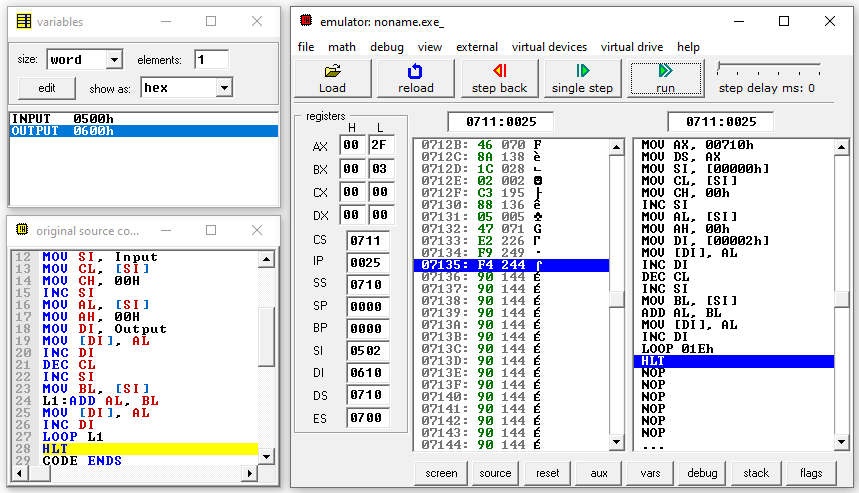 variables
size: word elements: 1
edit show as: hex
INPUT 0500h
OUTPUT 0600h
original source co...
12 MOV SI, Input
13 MOV CL, [SI]
14 MOV CH, 00H
15 INC SI
16 MOV AL, [SI]
17 MOV AH, 00H
18 MOV DI, Output
19 MOV [DI], AL
20 INC DI
21 DEC CL
22 INC SI
23 MOV BL, [SI]
24 L1:ADD AL, BL
25 MOV [DI], AL
26 INC DI
27 LOOP L1
28 HLT
29 CODE ENDS
emulator: noname.exe_
file math debug view external virtual devices virtual drive help
Load reload step back single step run step delay ms: 0
registers
H L
AX 00 2F
BX 00 03
CX 00 00
DX 00 00
CS 0711
IP 0025
SS 0710
SP 0000
BP 0000
SI 0502
DI 0610
DS 0710
ES 0700
0711:0025
0712B: 46 070 F
0712C: 8A 138 è
0712D: 1C 028
0712E: 02 002
0712F: C3 195 ├
07130: 88 136 ê
07131: 05 005 ♣
07132: 47 071 G
07133: E2 226 Γ
07134: F9 249 ·
07135: F4 244 ⌠
07136: 90 144 É
07137: 90 144 É
07138: 90 144 É
07139: 90 144 É
0713A: 90 144 É
0713B: 90 144 É
0713C: 90 144 É
0713D: 90 144 É
0713E: 90 144 É
0713F: 90 144 É
07140: 90 144 É
07141: 90 144 É
07142: 90 144 É
07143: 90 144 É
07144: 90 144 É
0711:0025
MOV AX, 00710h
MOV DS, AX
MOV SI, [00000h]
MOV CL, [SI]
MOV CH, 00h
INC SI
MOV AL, [SI]
MOV AH, 00h
MOV DI, [00002h]
MOV [DI], AL
INC DI
DEC CL
INC SI
MOV BL, [SI]
ADD AL, BL
MOV [DI], AL
INC DI
LOOP 01Eh
HLT
NOP
NOP
NOP
NOP
NOP
NOP
...
screen source reset aux vars debug stack flags